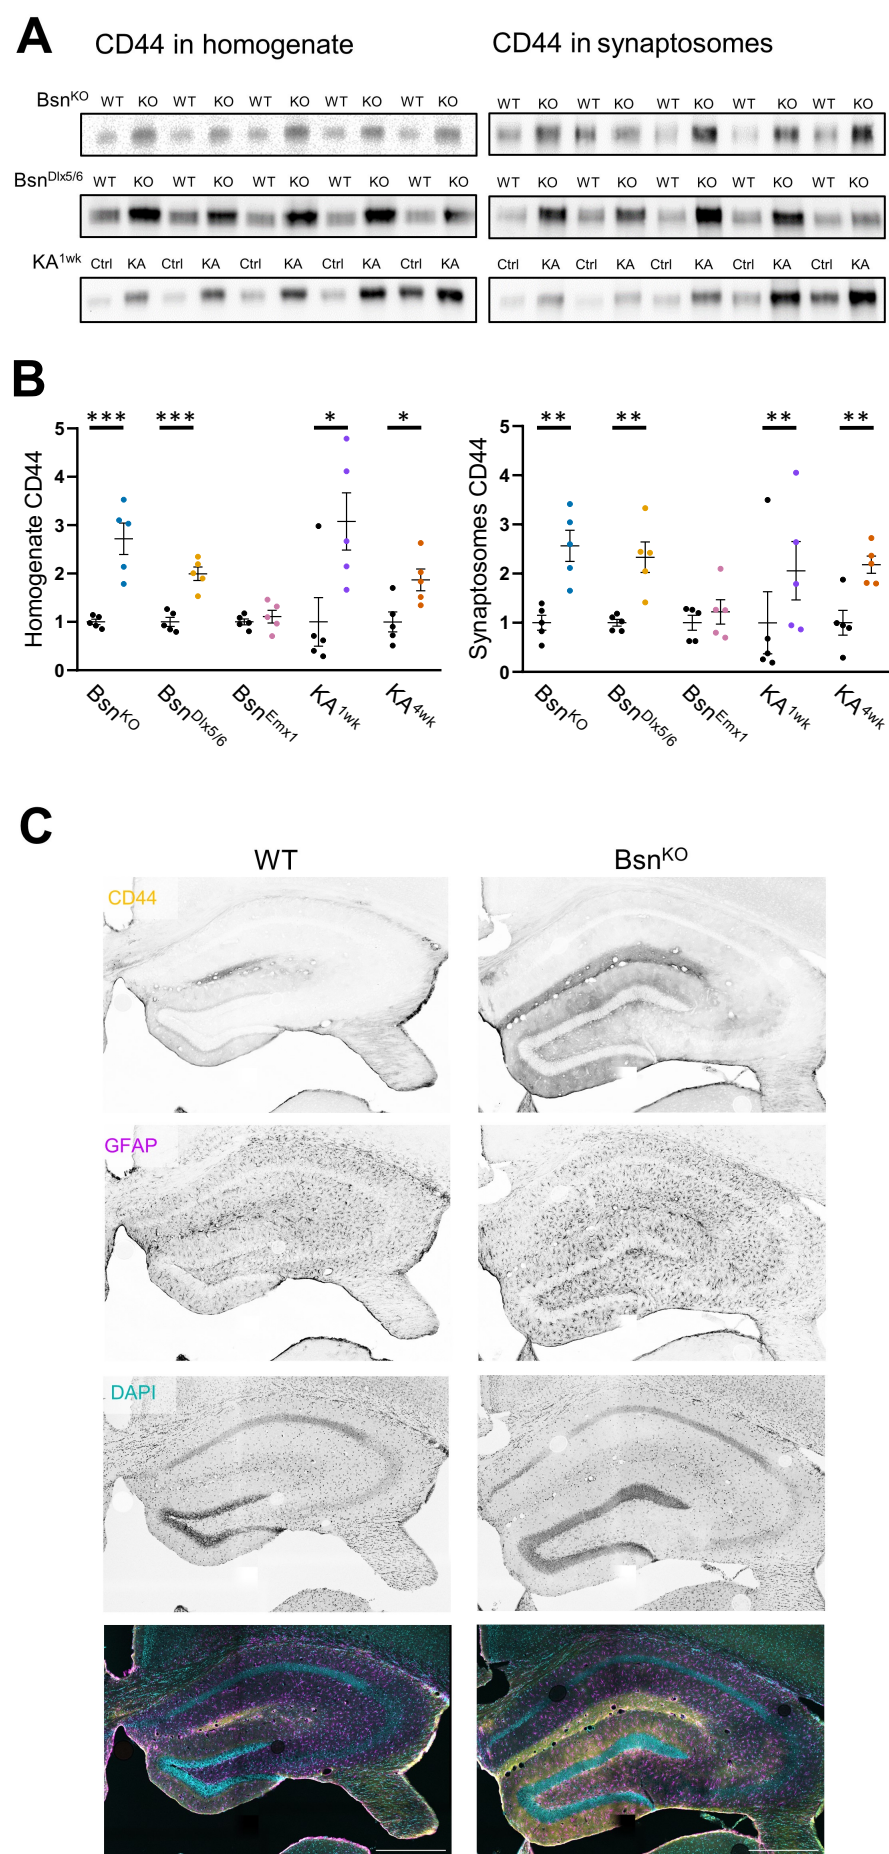 A
CD44 in homogenate
CD44 in synaptosomes
BsnKO
WT KO WT KO WT KO WT KO WT KO
WT KO WT KO WT KO WT KO WT KO
BsnDlx5/6
WT KO WT KO WT KO WT KO WT KO
WT KO WT KO WT KO WT KO WT KO
KA1wk
Ctrl KA Ctrl KA Ctrl KA Ctrl KA Ctrl KA
Ctrl KA Ctrl KA Ctrl KA Ctrl KA Ctrl KA
B
Homogenate CD44
5
4
3
2
1
0
*** *** * *
BsnKO
BsnDlx5/6
BsnEmx1
KA1wk
KA4wk
Synaptosomes CD44
5
4
3
2
1
0
** ** ** **
BsnKO
BsnDlx5/6
BsnEmx1
KA1wk
KA4wk
C
WT
BsnKO
CD44
GFAP
DAPI